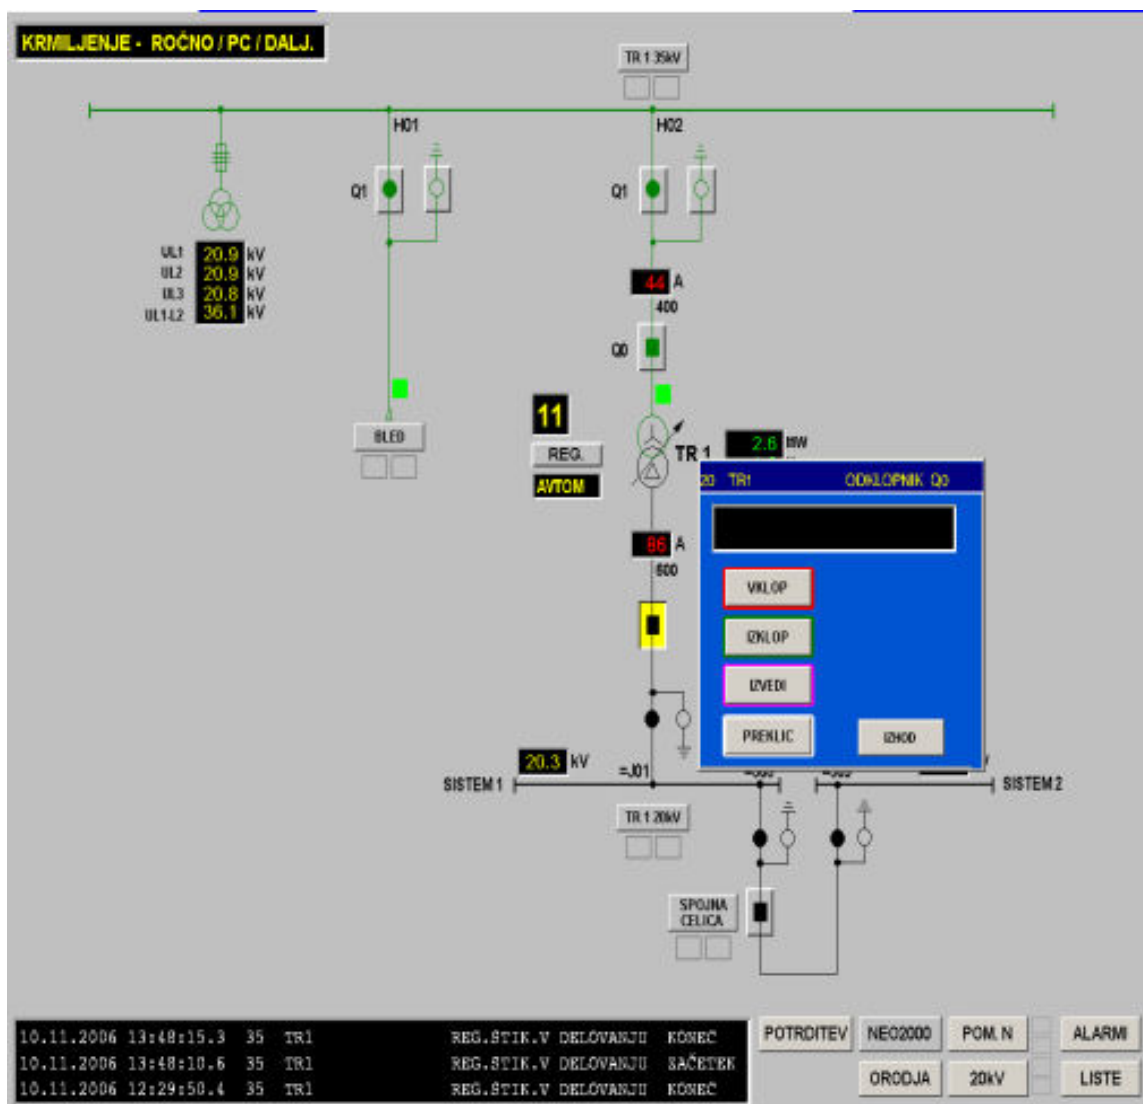 KRMILJENJE - ROČNO / PC / DALJ.
TR 1 35kV
H01
H02
Q1
Q1
UL1 20.9 kV
UL2 20.9 kV
UL3 20.8 kV
UL1-L2 36.1 kV
44 A
400
Q0
11
REG.
AVTOM
BLED
TR 1
2.6 MW
20 TR1 ODKLOPNIK Q0
86 A
600
VKLOP
IZKLOP
IZVEDI
PREKLIC
IZHOD
20.3 kV
=J01
SISTEM 1
SISTEM 2
TR 1 20kV
SPOJNA
CELICA
10.11.2006 13:48:15.3 35 TR1 REG.ŠTIK.V DELOVANJU KONEC
10.11.2006 13:48:10.6 35 TR1 REG.ŠTIK.V DELOVANJU ZAČETEK
10.11.2006 12:29:50.4 35 TR1 REG.ŠTIK.V DELOVANJU KONEC
POTRDITEV
NEO2000
POM. N
ALARMI
ORODJA
20kV
LISTE